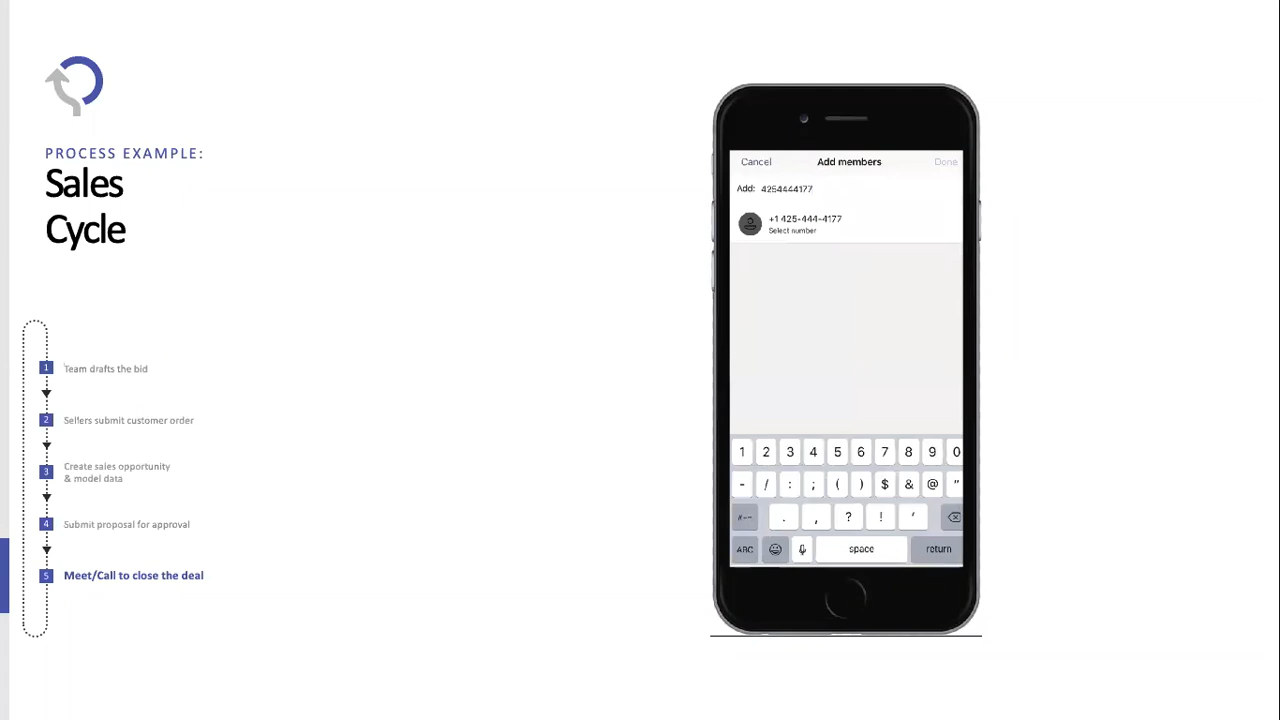 PROCESS EXAMPLE:
Sales
Cycle
1 Team drafts the bid
2 Sellers submit customer order
3 Create sales opportunity
& model data
4 Submit proposal for approval
5 Meet/Call to close the deal
Cancel Add members Done
Add: 4254444177
+1 425-444-4177
Select number
1 2 3 4 5 6 7 8 9 0
- / : ; ( ) $ & @ "
#+= . , ? ! '
ABC space return